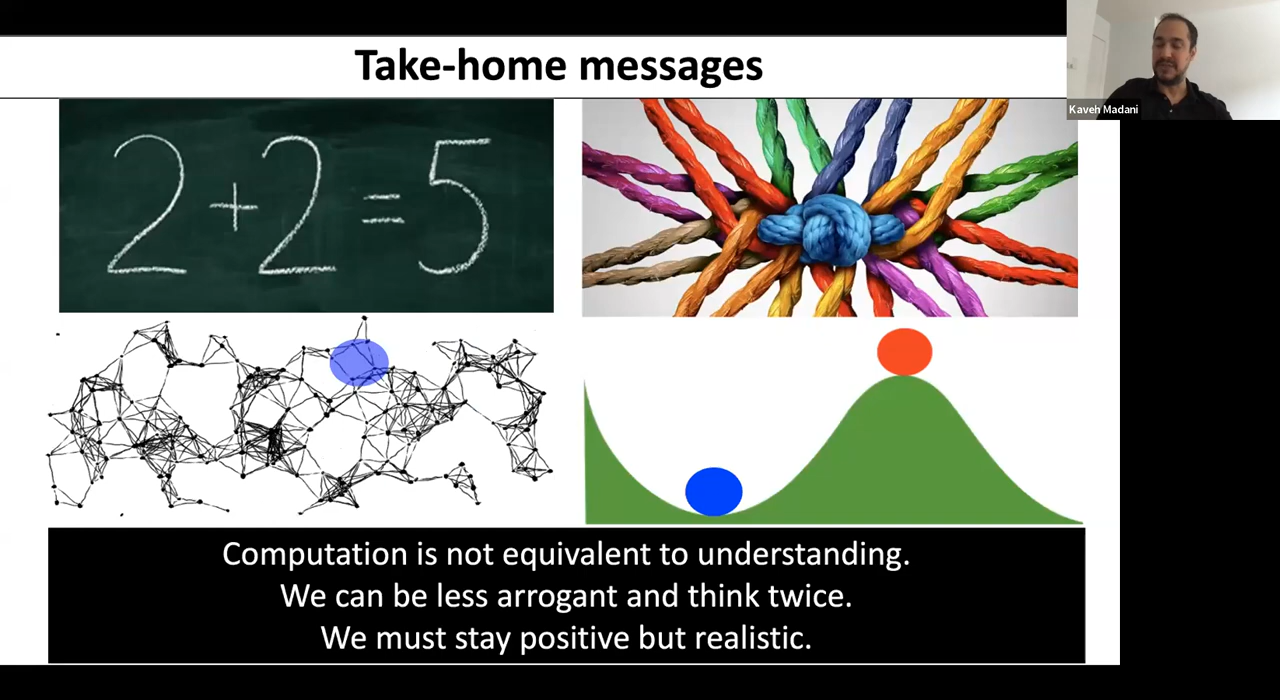 Take-home messages
Kaveh Madani
2 + 2 = 5
Computation is not equivalent to understanding.
We can be less arrogant and think twice.
We must stay positive but realistic.